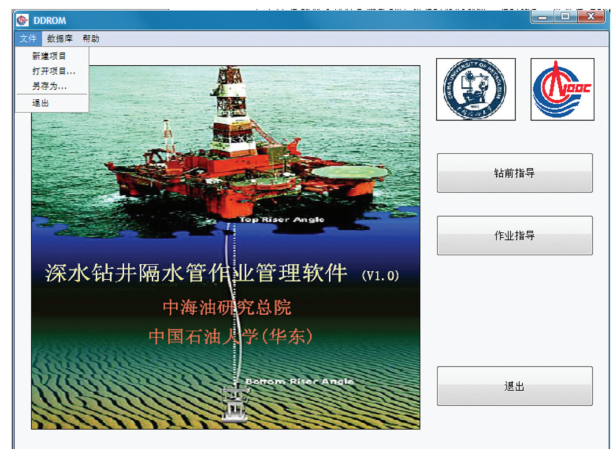 DDROM
文件 数据库 帮助
新建项目
打开项目...
另存为...
退出
CNOOC
钻前指导
作业指导
Top Riser Angle
深水钻井隔水管作业管理软件 (V1.0)
中海油研究总院
中国石油大学(华东)
Bottom Riser Angle
退出